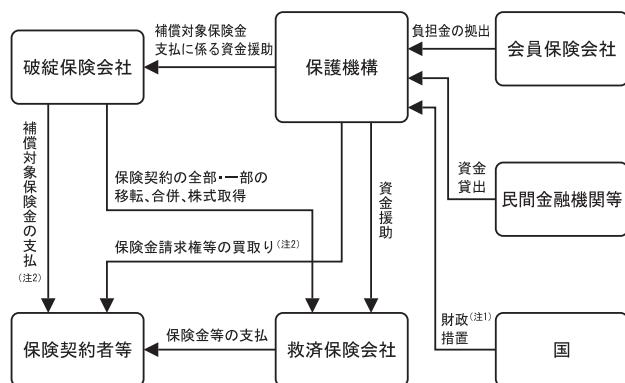 補償対象保険金
支払に係る資金援助
負担金の拠出
破綻保険会社
保護機構
会員保険会社
補償対象保険金の支払(注2)
保険契約の全部・一部の
移転、合併、株式取得
資金援助
資金
貸出
民間金融機関等
保険金請求権等の買取り(注2)
財政(注1)
措置
保険契約者等
保険金等の支払
救済保険会社
国